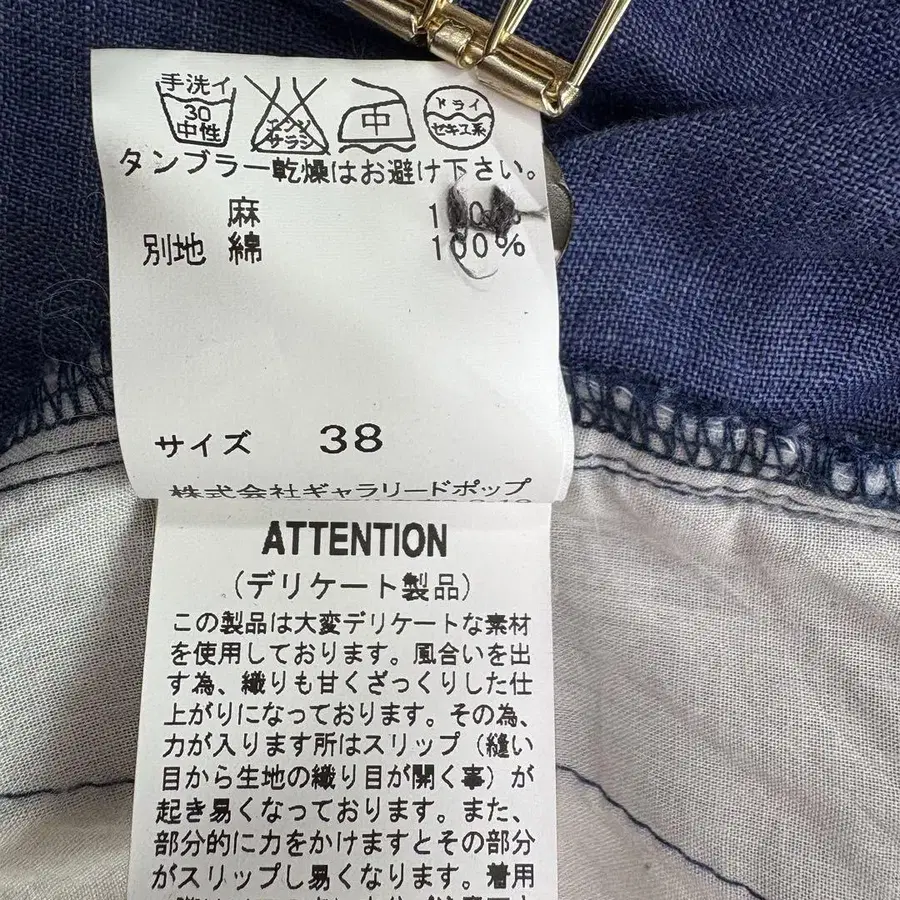 手洗イ
30
中性
エンソ
サラシ
中
ドライ
セキユ系
タンブラー乾燥はお避け下さい。
麻 100%
別地 綿 100%
サイズ 38
株式会社ギャラリードポップ
ATTENTION
(デリケート製品)
この製品は大変デリケートな素材
を使用しております。風合いを出
す為、織りも甘くざっくりした仕
上がりになっております。その為、
力が入ります所はスリップ(縫い
目から生地の織り目が開く事)が
起き易くなっております。また、
部分的に力をかけますとその部分
がスリップし易くなります。着用